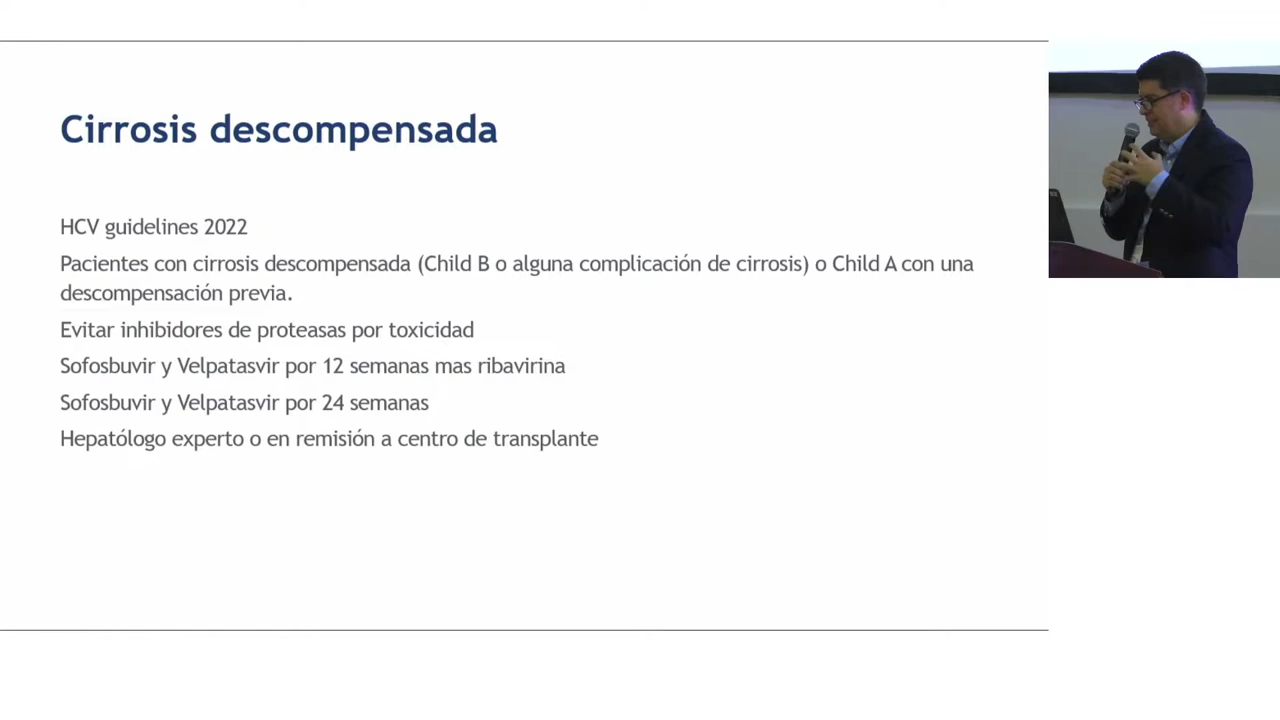 Cirrosis descompensada
HCV guidelines 2022
Pacientes con cirrosis descompensada (Child B o alguna complicación de cirrosis) o Child A con una
descompensación previa.
Evitar inhibidores de proteasas por toxicidad
Sofosbuvir y Velpatasvir por 12 semanas mas ribavirina
Sofosbuvir y Velpatasvir por 24 semanas
Hepatólogo experto o en remisión a centro de transplante